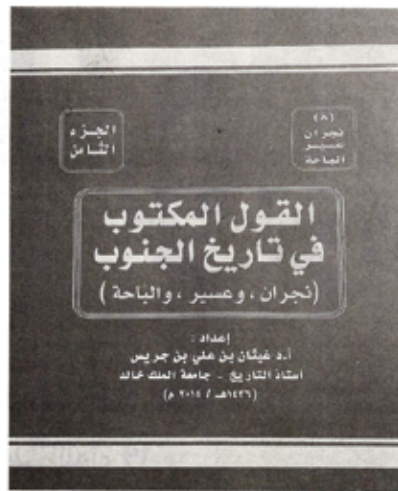 (٨)
نجران
عسير
الباحة
الجزء
الثامن
القول المكتوب
في تاريخ الجنوب
(نجران ، وعسير ، والباحة)
إعداد :
أ.د غيثان بن علي بن جريس
أستاذ التاريخ - جامعة الملك خالد
(١٤٣٦هـ / ٢٠١٤ م)